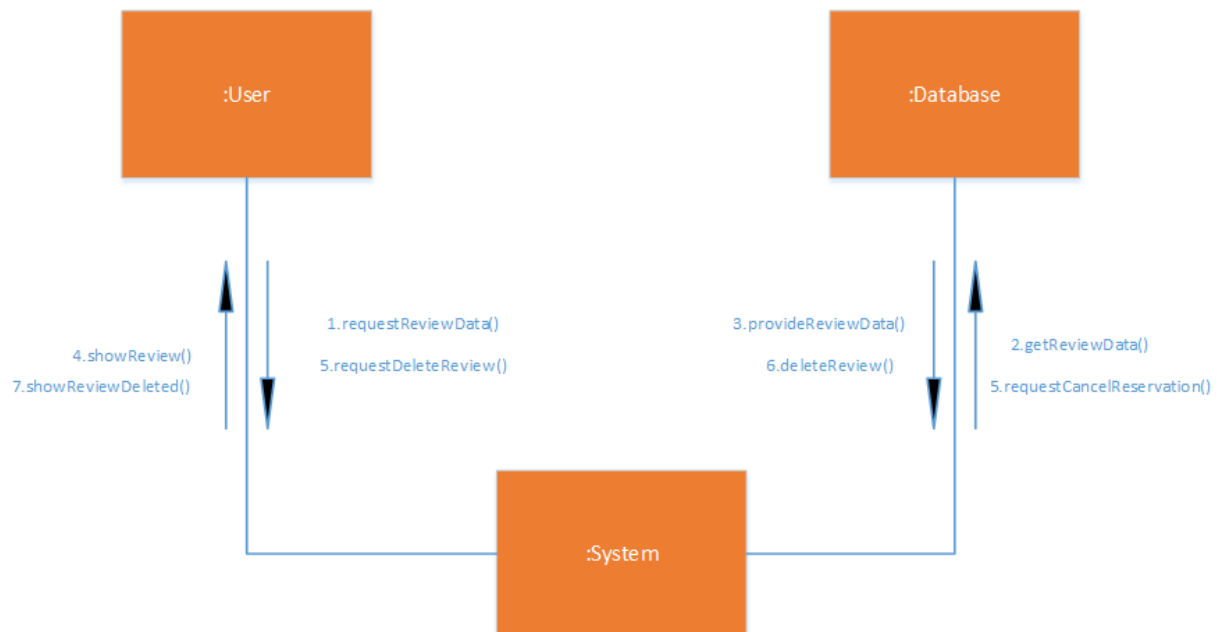 :User
:Database
1.requestReviewData()
5.requestDeleteReview()
4.showReview()
7.showReviewDeleted()
3.provideReviewData()
6.deleteReview()
2.getReviewData()
5.requestCancelReservation()
:System